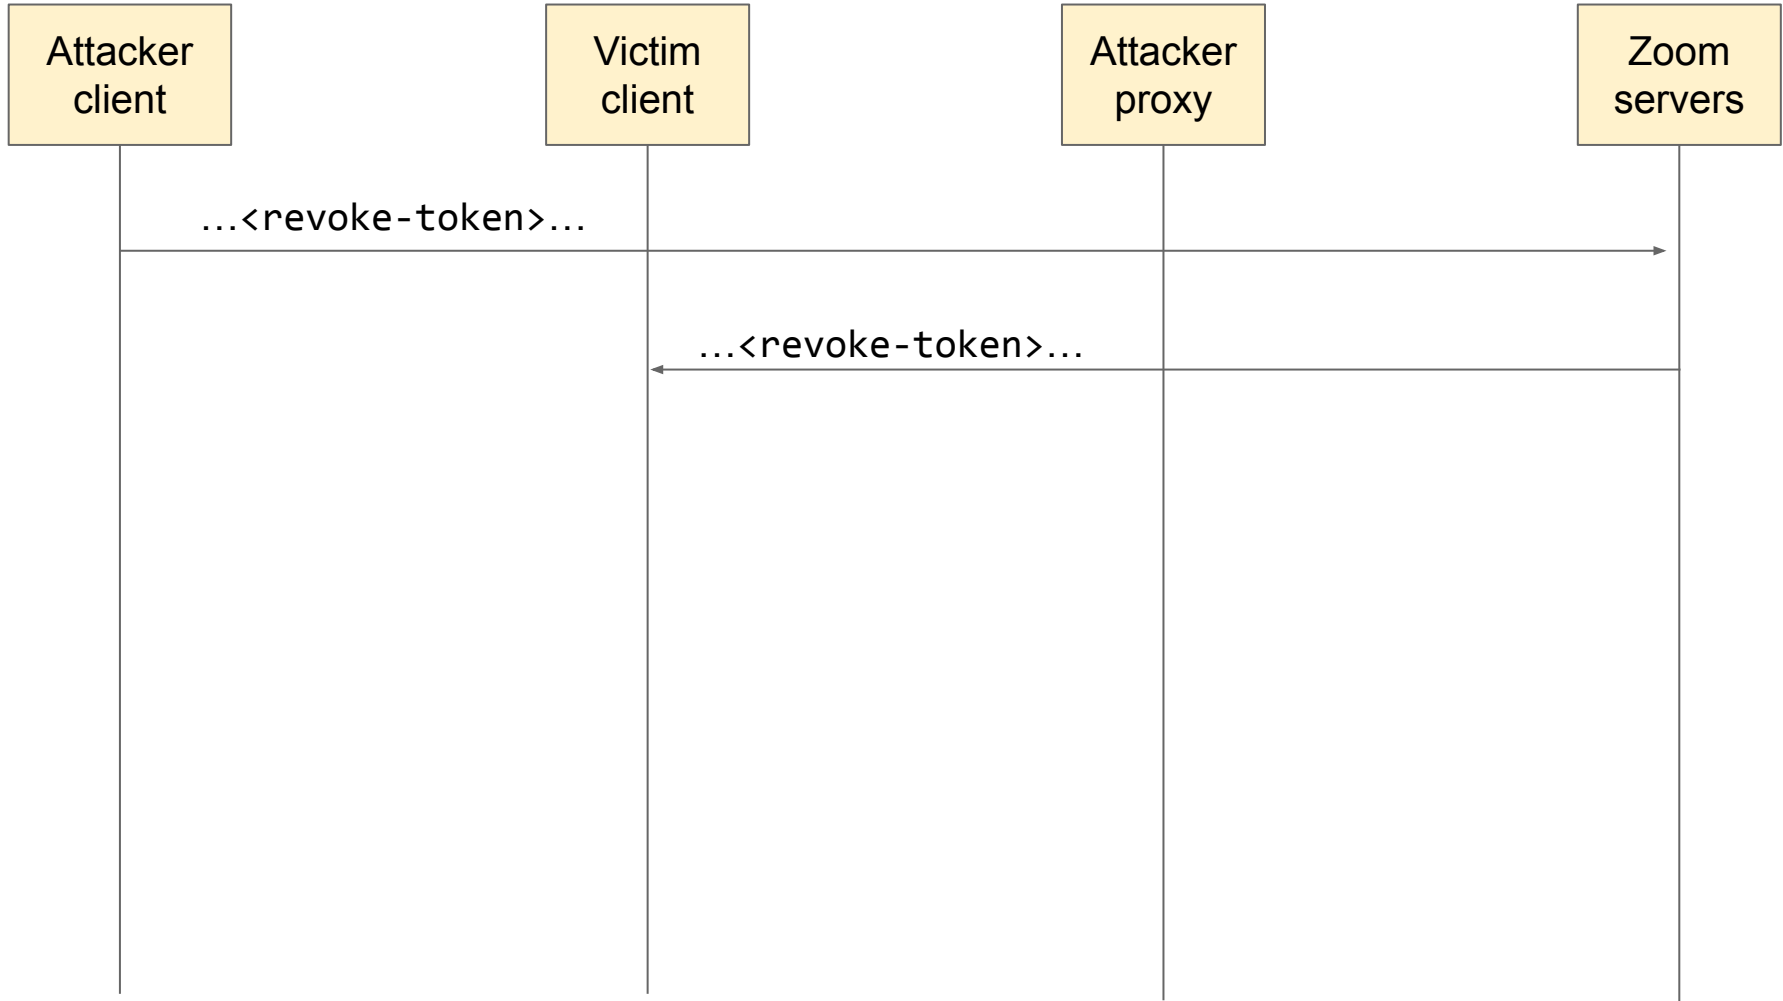 Attacker
client
Victim
client
Attacker
proxy
Zoom
servers
...<revoke-token>...
...<revoke-token>...